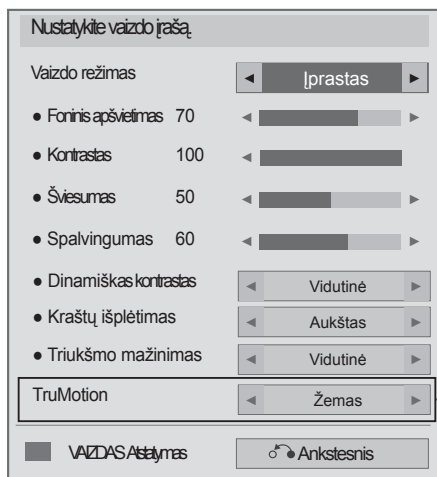 Nustatykite vaizdo įrašą.
Vaizdo režimas ◄ Įprastas ►
● Foninis apšvietimas 70 ◄ ►
● Kontrastas 100 ◄
● Šviesumas 50 ◄ ►
● Spalvingumas 60 ◄ ►
● Dinamiškas kontrastas ◄ Vidutinė ►
● Kraštų išplėtimas ◄ Aukštas ►
● Triukšmo mažinimas ◄ Vidutinė ►
TruMotion ◄ Žemas ►
VAIZDAS Atstatymas Ankstesnis